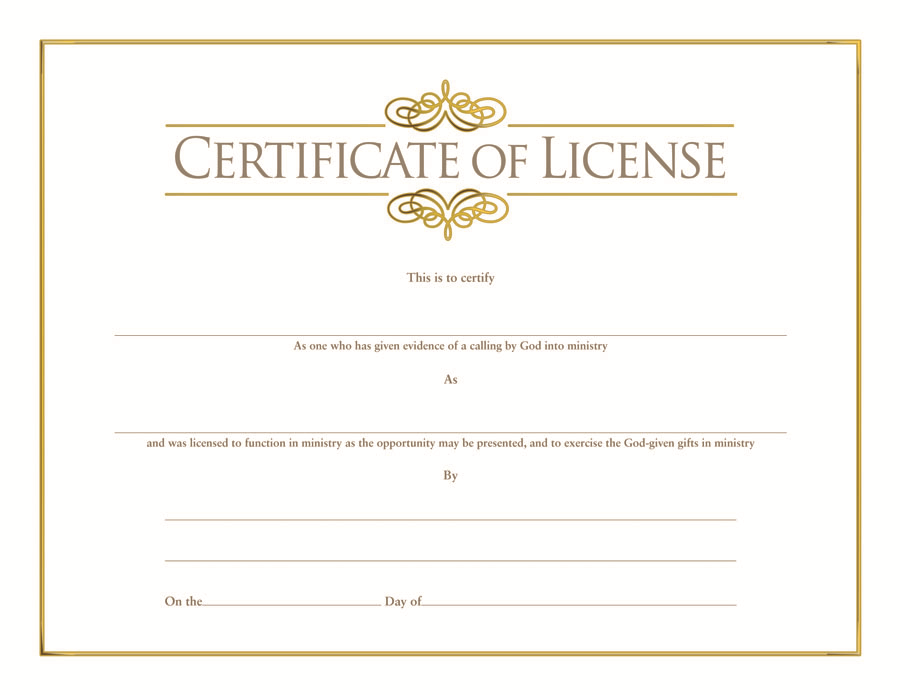 CERTIFICATE OF LICENSE
This is to certify
As one who has given evidence of a calling by God into ministry
As
and was licensed to function in ministry as the opportunity may be presented, and to exercise the God-given gifts in ministry
By
On the Day of